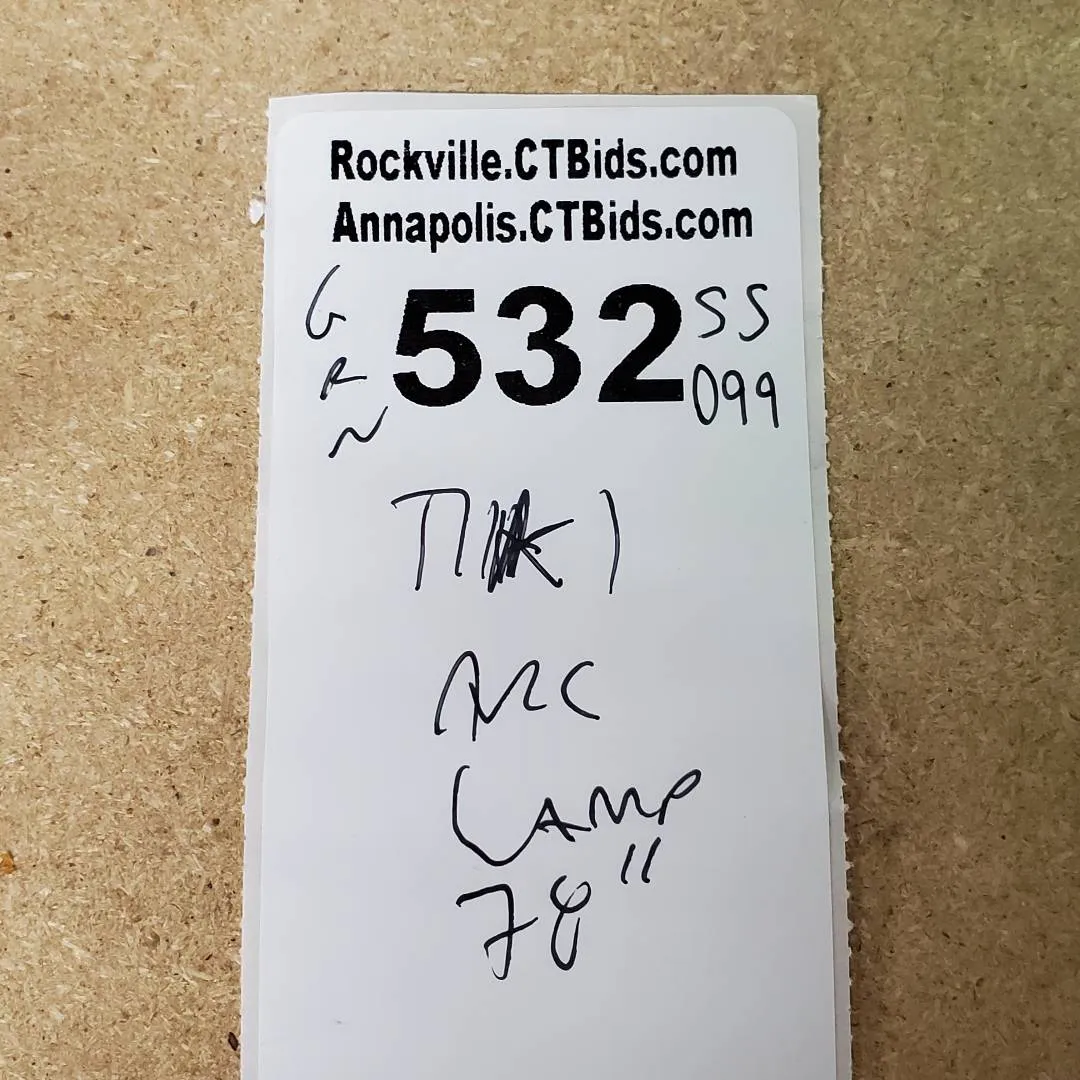 Rockville.CTBids.com
Annapolis.CTBids.com
GRN 532 SS
099
TIKI
ARC
LAMP
78"